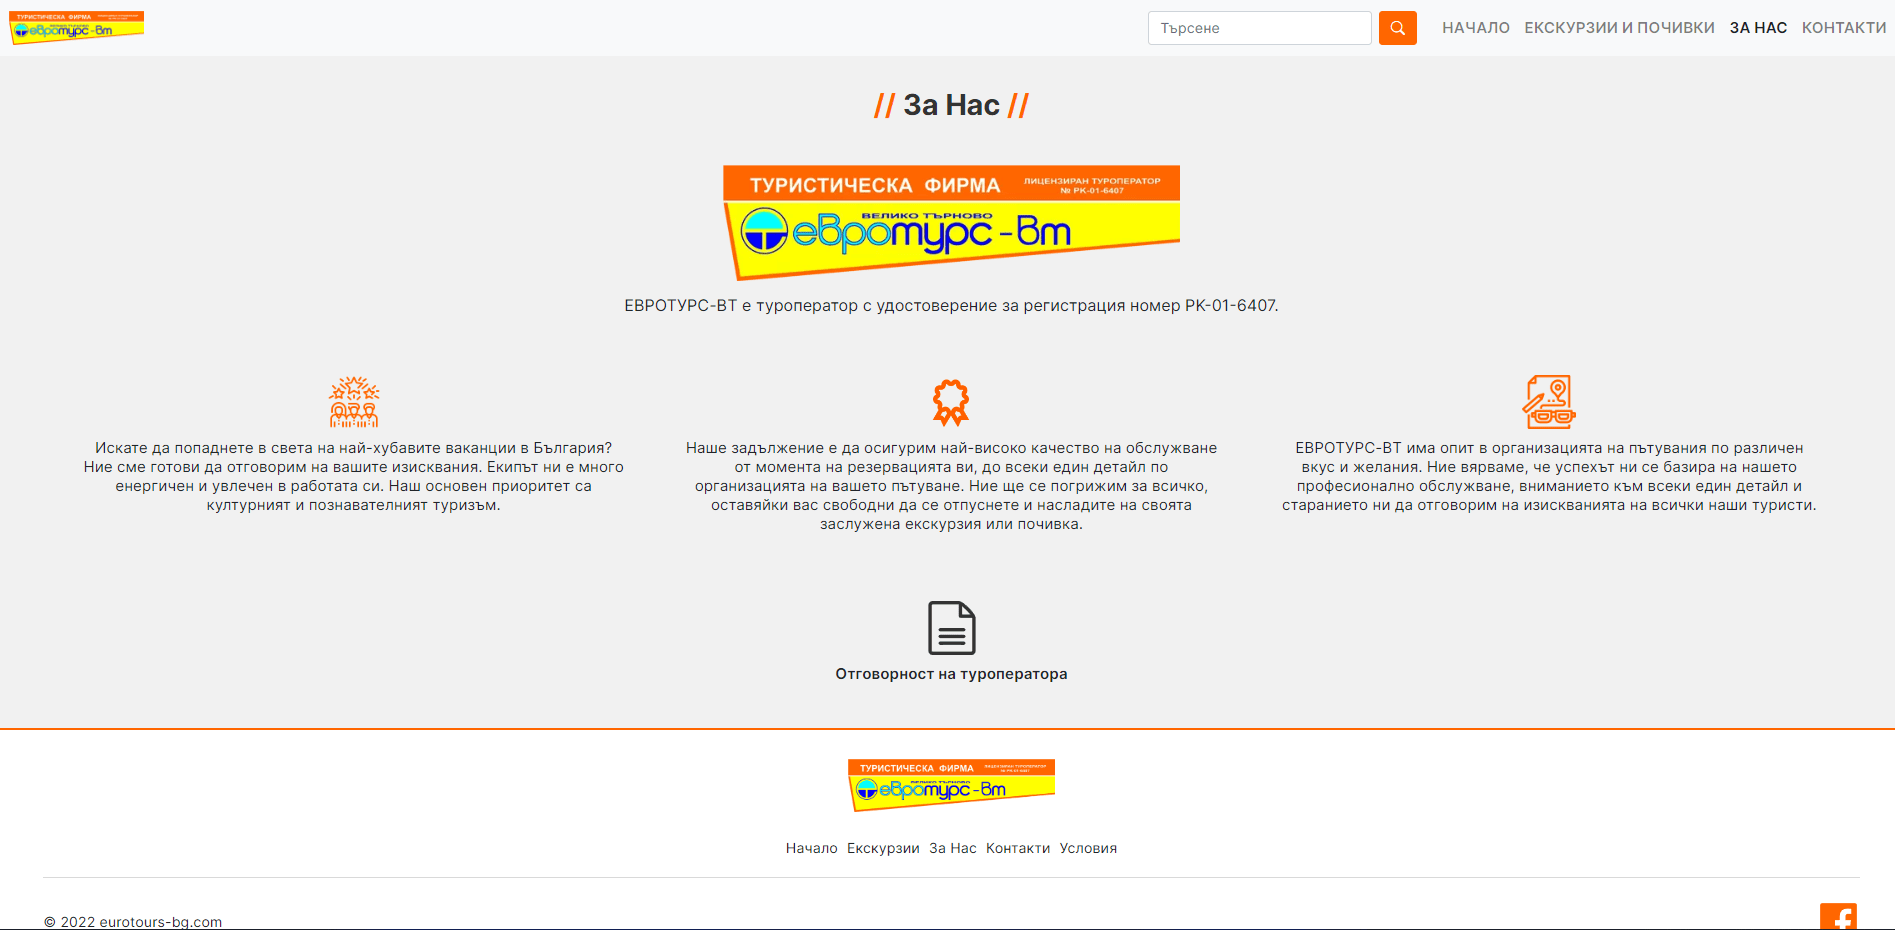 ТУРИСТИЧЕСКА ФИРМА
евротурс-вт
Търсене
НАЧАЛО ЕКСКУРЗИИ И ПОЧИВКИ ЗА НАС КОНТАКТИ
// За Нас //
ТУРИСТИЧЕСКА ФИРМА
ЛИЦЕНЗИРАН ТУРОПЕРАТОР
№ РК-01-6407
ВЕЛИКО ТЪРНОВО
евротурс-вт
ЕВРОТУРС-ВТ е туроператор с удостоверение за регистрация номер РК-01-6407.
Искате да попаднете в света на най-хубавите ваканции в България?
Ние сме готови да отговорим на вашите изисквания. Екипът ни е много
енергичен и увлечен в работата си. Наш основен приоритет са
културният и познавателният туризъм.
Наше задължение е да осигурим най-високо качество на обслужване
от момента на резервацията ви, до всеки един детайл по
организацията на вашето пътуване. Ние ще се погрижим за всичко,
оставяйки вас свободни да се отпуснете и насладите на своята
заслужена екскурзия или почивка.
ЕВРОТУРС-ВТ има опит в организацията на пътувания по различен
вкус и желания. Ние вярваме, че успехът ни се базира на нашето
професионално обслужване, вниманието към всеки един детайл и
старанието ни да отговорим на изискванията на всички наши туристи.
Отговорност на туроператора
ТУРИСТИЧЕСКА ФИРМА
ЛИЦЕНЗИРАН ТУРОПЕРАТОР
№ РК-01-6407
ВЕЛИКО ТЪРНОВО
евротурс-вт
Начало Екскурзии За Нас Контакти Условия
© 2022 eurotours-bg.com